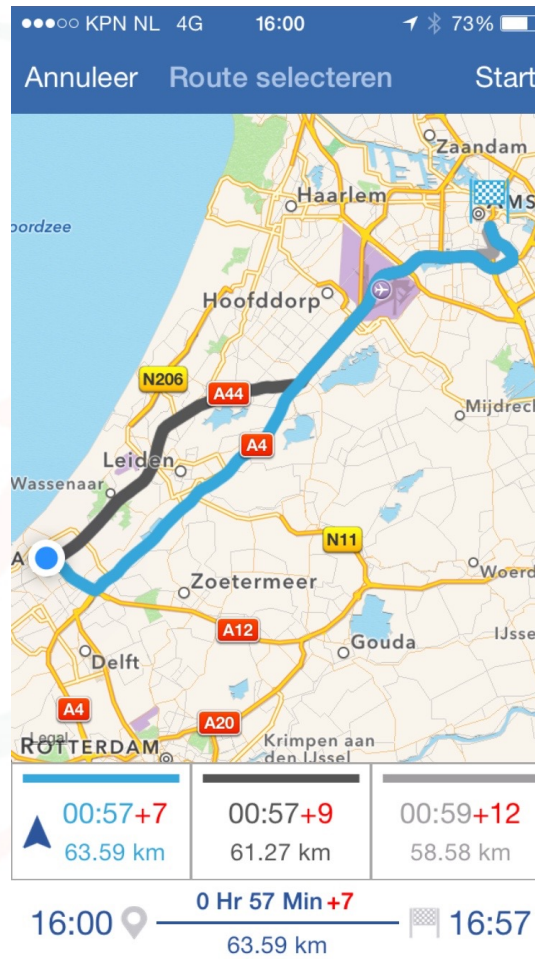 KPN NL 4G 16:00 73%
Annuleer Route selecteren Start
Zaandam
Haarlem
AMS
oordzee
Hoofddorp
N206
A44
Mijdrec
A4
Leiden
Wassenaar
N11
A
Woerd
Zoetermeer
A12
IJsse
Gouda
Delft
A4
A20
Legal
ROTTERDAM
Krimpen aan
den IJssel
00:57+7 00:57+9 00:59+12
63.59 km 61.27 km 58.58 km
0 Hr 57 Min +7
16:00 16:57
63.59 km